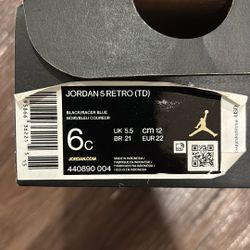 JORDAN 5 RETRO (TD)
BLACK/RACER BLUE
NOIR/BLEU COUREUR
6C
UK 5.5
cm 12
BR 21
EUR 22
JORDAN.COM
440890 004
MADE IN INDONESIA